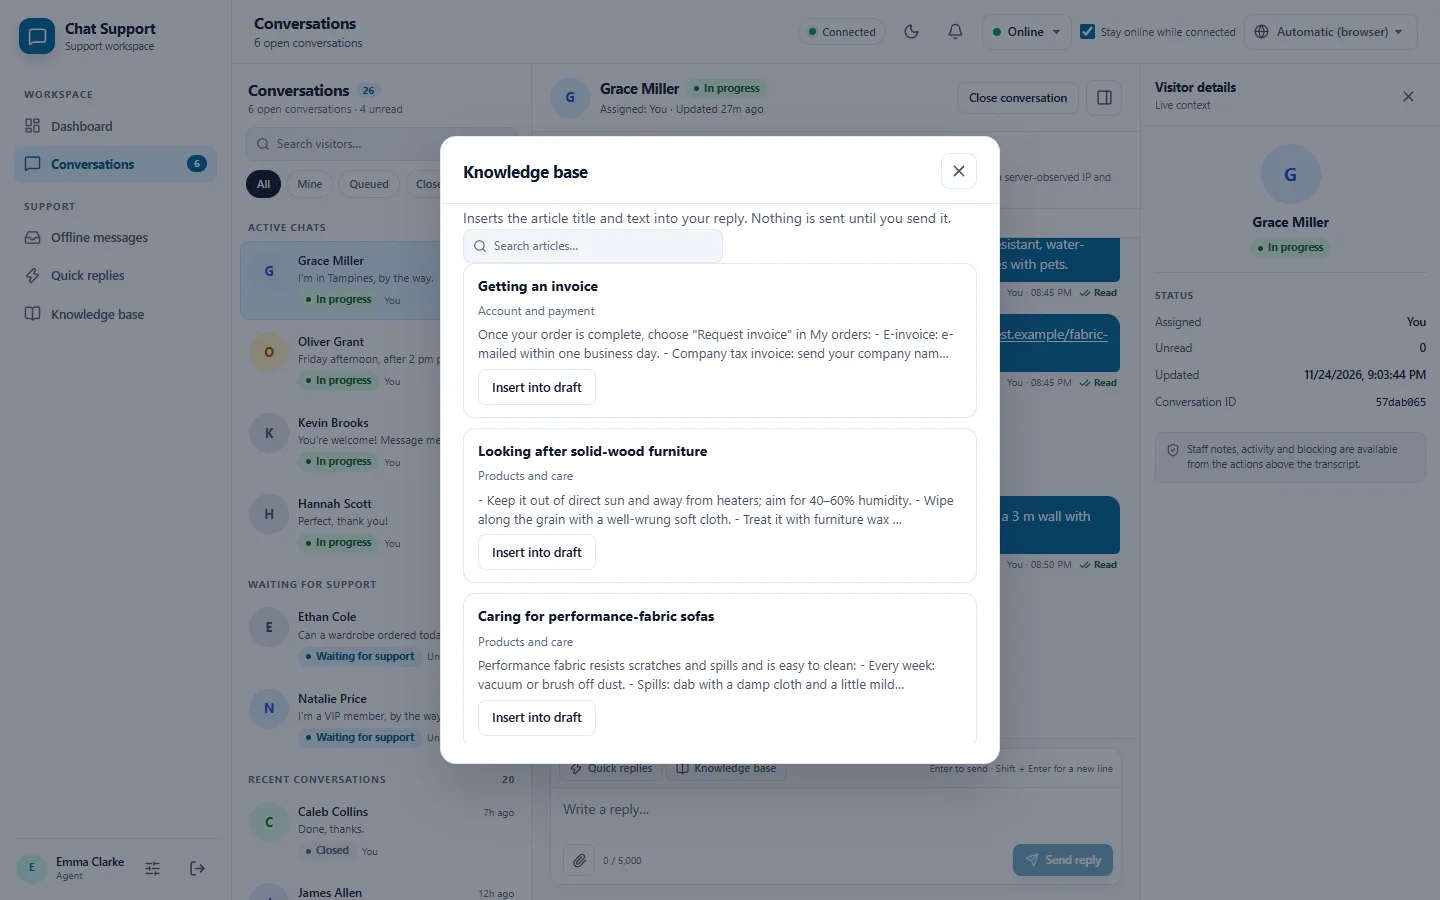 Chat Support
Support workspace
WORKSPACE
Dashboard
Conversations
6
SUPPORT
Offline messages
Quick replies
Knowledge base
E
Emma Clarke
Agent
Conversations
6 open conversations
Connected
Online
Stay online while connected
Automatic (browser)
Conversations 26
6 open conversations · 4 unread
Search visitors...
All
Mine
Queued
ACTIVE CHATS
G
Grace Miller
I'm in Tampines, by the way.
In progress
You
O
Oliver Grant
Friday afternoon, after 2 pm
In progress
You
K
Kevin Brooks
You're welcome! Message me
In progress
You
H
Hannah Scott
Perfect, thank you!
In progress
You
WAITING FOR SUPPORT
E
Ethan Cole
Can a wardrobe ordered
Waiting for support
N
Natalie Price
I'm a VIP member, by the way
Waiting for support
RECENT CONVERSATIONS
20
C
Caleb Collins
7h ago
Done, thanks.
Closed
You
James Allen
12h ago
G
Grace Miller
In progress
Assigned: You · Updated 27m ago
Close conversation
server-observed IP and
water-
s with pets.
You · 08:45 PM
Read
st.example/fabric-
You · 08:45 PM
Read
a 3 m wall with
You · 08:50 PM
Read
Knowledge base
Inserts the article title and text into your reply. Nothing is sent until you send it.
Search articles...
Getting an invoice
Account and payment
Once your order is complete, choose "Request invoice" in My orders: - E-invoice: e-
mailed within one business day. - Company tax invoice: send your company nam...
Insert into draft
Looking after solid-wood furniture
Products and care
- Keep it out of direct sun and away from heaters; aim for 40–60% humidity. - Wipe
along the grain with a well-wrung soft cloth. - Treat it with furniture wax ...
Insert into draft
Caring for performance-fabric sofas
Products and care
Performance fabric resists scratches and spills and is easy to clean: - Every week:
vacuum or brush off dust. - Spills: dab with a damp cloth and a little mild...
Insert into draft
Quick replies
Knowledge base
Enter to send · Shift + Enter for a new line
Write a reply...
0 / 5,000
Send reply
Visitor details
Live context
G
Grace Miller
In progress
STATUS
Assigned
You
Unread
0
Updated
11/24/2026, 9:03:44 PM
Conversation ID
57dab065
Staff notes, activity and blocking are available
from the actions above the transcript.